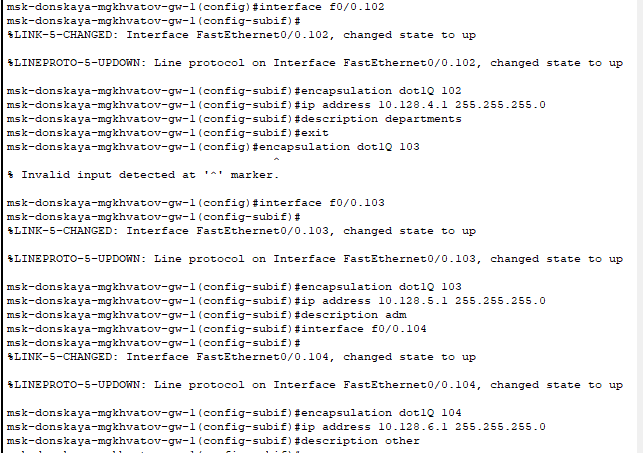 msk-donskaya-mgkhvatov-gw-1(config)#interface f0/0.102
msk-donskaya-mgkhvatov-gw-1(config-subif)#
%LINK-5-CHANGED: Interface FastEthernet0/0.102, changed state to up
%LINEPROTO-5-UPDOWN: Line protocol on Interface FastEthernet0/0.102, changed state to up
msk-donskaya-mgkhvatov-gw-1(config-subif)#encapsulation dot1Q 102
msk-donskaya-mgkhvatov-gw-1(config-subif)#ip address 10.128.4.1 255.255.255.0
msk-donskaya-mgkhvatov-gw-1(config-subif)#description departments
msk-donskaya-mgkhvatov-gw-1(config-subif)#exit
msk-donskaya-mgkhvatov-gw-1(config)#encapsulation dot1Q 103
^
% Invalid input detected at '^' marker.
msk-donskaya-mgkhvatov-gw-1(config)#interface f0/0.103
msk-donskaya-mgkhvatov-gw-1(config-subif)#
%LINK-5-CHANGED: Interface FastEthernet0/0.103, changed state to up
%LINEPROTO-5-UPDOWN: Line protocol on Interface FastEthernet0/0.103, changed state to up
msk-donskaya-mgkhvatov-gw-1(config-subif)#encapsulation dot1Q 103
msk-donskaya-mgkhvatov-gw-1(config-subif)#ip address 10.128.5.1 255.255.255.0
msk-donskaya-mgkhvatov-gw-1(config-subif)#description adm
msk-donskaya-mgkhvatov-gw-1(config-subif)#interface f0/0.104
msk-donskaya-mgkhvatov-gw-1(config-subif)#
%LINK-5-CHANGED: Interface FastEthernet0/0.104, changed state to up
%LINEPROTO-5-UPDOWN: Line protocol on Interface FastEthernet0/0.104, changed state to up
msk-donskaya-mgkhvatov-gw-1(config-subif)#encapsulation dot1Q 104
msk-donskaya-mgkhvatov-gw-1(config-subif)#ip address 10.128.6.1 255.255.255.0
msk-donskaya-mgkhvatov-gw-1(config-subif)#description other